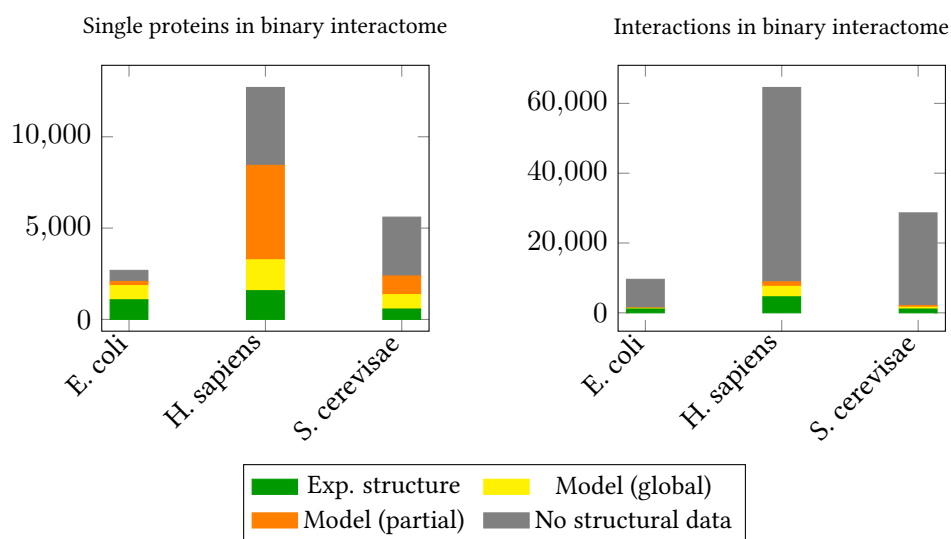 Single proteins in binary interactome
10,000
5,000
0
E. coli
H. sapiens
S. cerevisae
Interactions in binary interactome
60,000
40,000
20,000
0
E. coli
H. sapiens
S. cerevisae
Exp. structure Model (global)
Model (partial) No structural data